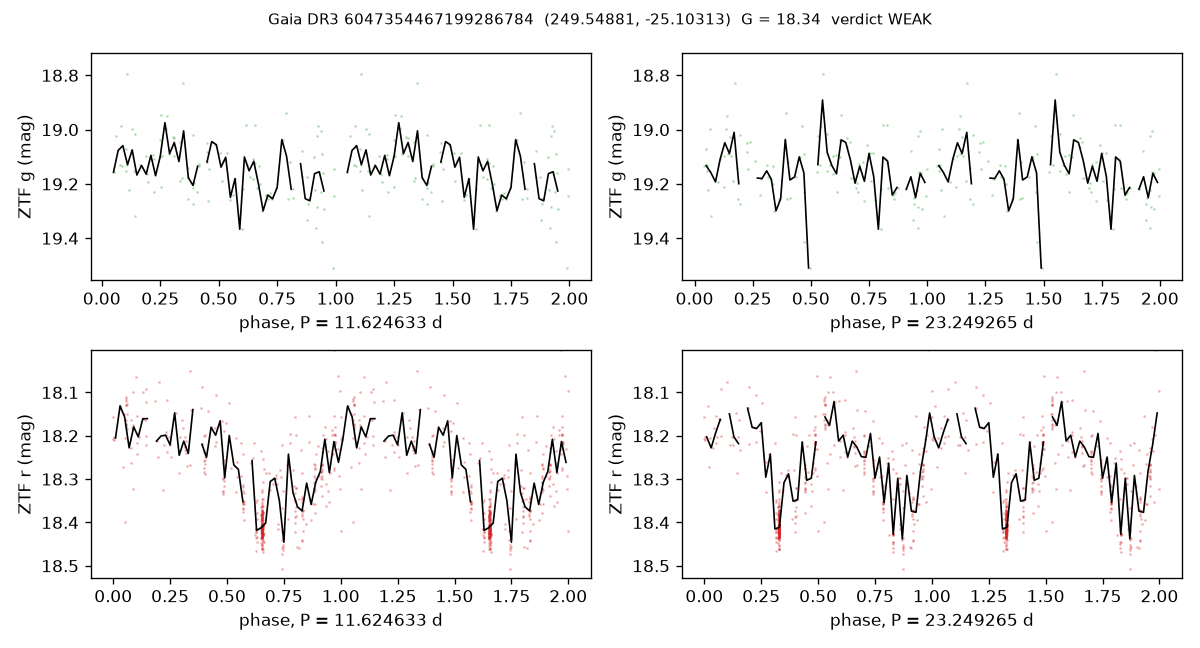 Gaia DR3 6047354467199286784  (249.54881, -25.10313)  G = 18.34  verdict WEAK
ZTF g (mag)
18.8
19.0
19.2
19.4
0.00 0.25 0.50 0.75 1.00 1.25 1.50 1.75 2.00
phase, P = 11.624633 d
ZTF g (mag)
18.8
19.0
19.2
19.4
0.00 0.25 0.50 0.75 1.00 1.25 1.50 1.75 2.00
phase, P = 23.249265 d
ZTF r (mag)
18.1
18.2
18.3
18.4
18.5
0.00 0.25 0.50 0.75 1.00 1.25 1.50 1.75 2.00
phase, P = 11.624633 d
ZTF r (mag)
18.1
18.2
18.3
18.4
18.5
0.00 0.25 0.50 0.75 1.00 1.25 1.50 1.75 2.00
phase, P = 23.249265 d